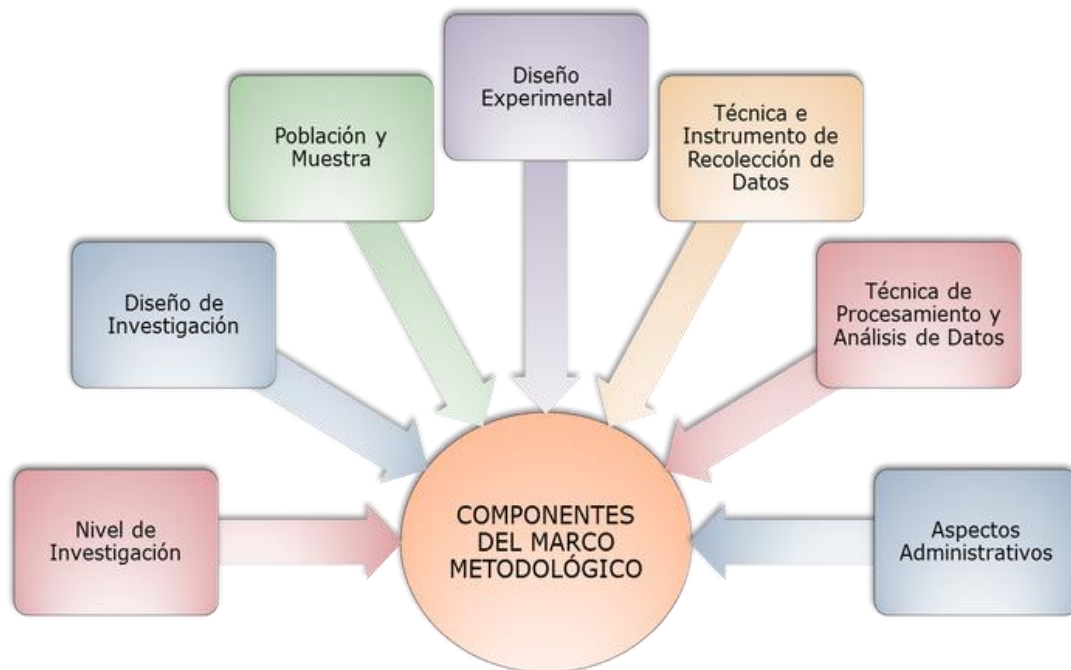 Diseño
Experimental
Población y
Muestra
Técnica e
Instrumento de
Recolección de
Datos
Diseño de
Investigación
Técnica de
Procesamiento y
Análisis de Datos
Nivel de
Investigación
COMPONENTES
DEL MARCO
METODOLÓGICO
Aspectos
Administrativos